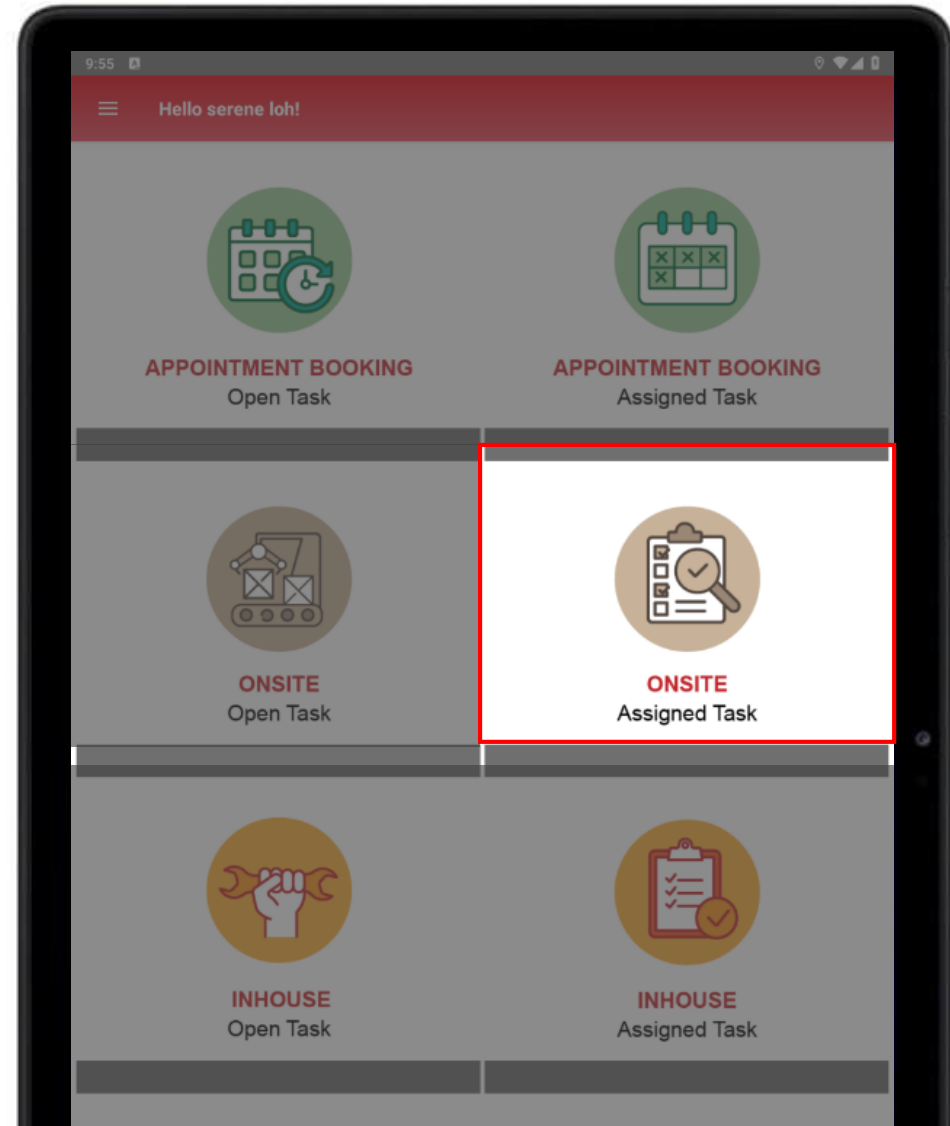 9:55
Hello serene loh!
APPOINTMENT BOOKING
Open Task
APPOINTMENT BOOKING
Assigned Task
ONSITE
Open Task
ONSITE
Assigned Task
INHOUSE
Open Task
INHOUSE
Assigned Task